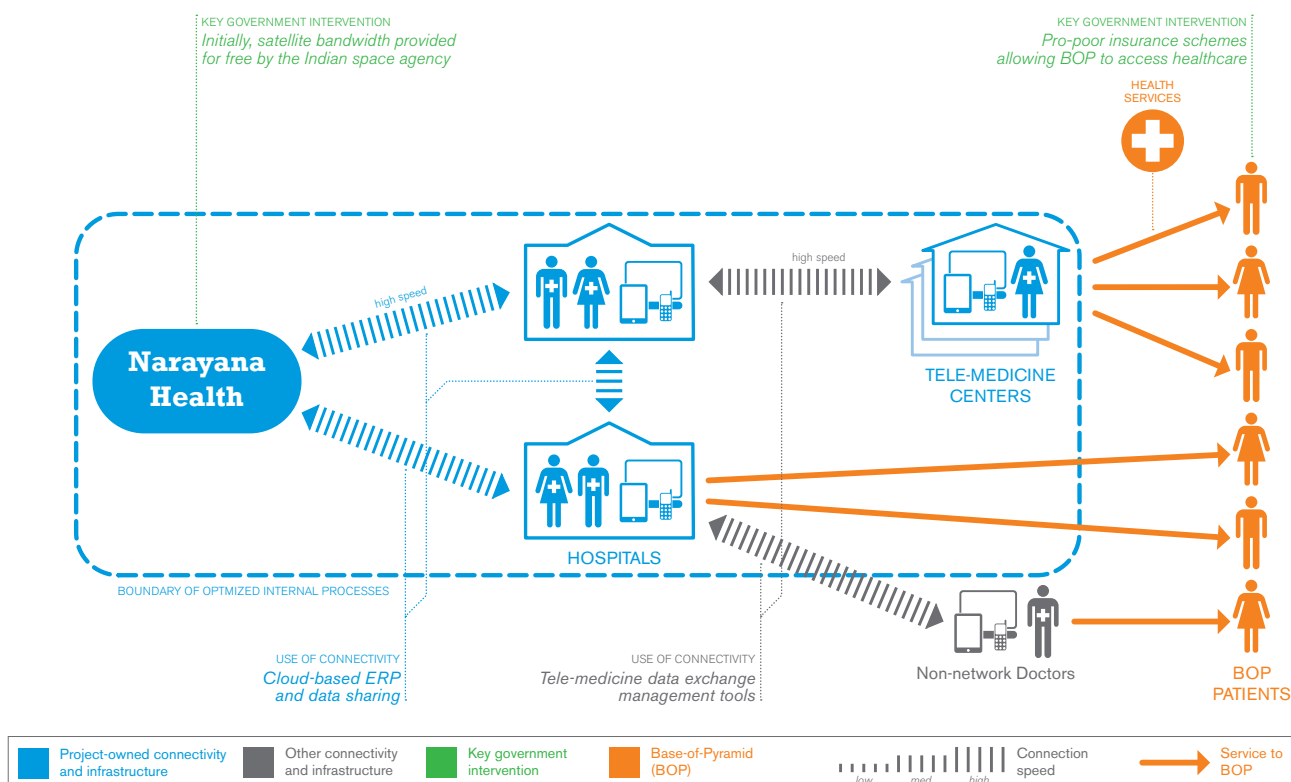 KEY GOVERNMENT INTERVENTION
Initially, satellite bandwidth provided
for free by the Indian space agency
KEY GOVERNMENT INTERVENTION
Pro-poor insurance schemes
allowing BOP to access healthcare
HEALTH
SERVICES
high speed
high speed
Narayana
Health
TELE-MEDICINE
CENTERS
HOSPITALS
BOUNDARY OF OPTMIZED INTERNAL PROCESSES
USE OF CONNECTIVITY
Cloud-based ERP
and data sharing
USE OF CONNECTIVITY
Tele-medicine data exchange
management tools
Non-network Doctors
BOP
PATIENTS
Project-owned connectivity
and infrastructure
Other connectivity
and infrastructure
Key government
intervention
Base-of-Pyramid
(BOP)
low
med
high
Connection
speed
Service to
BOP